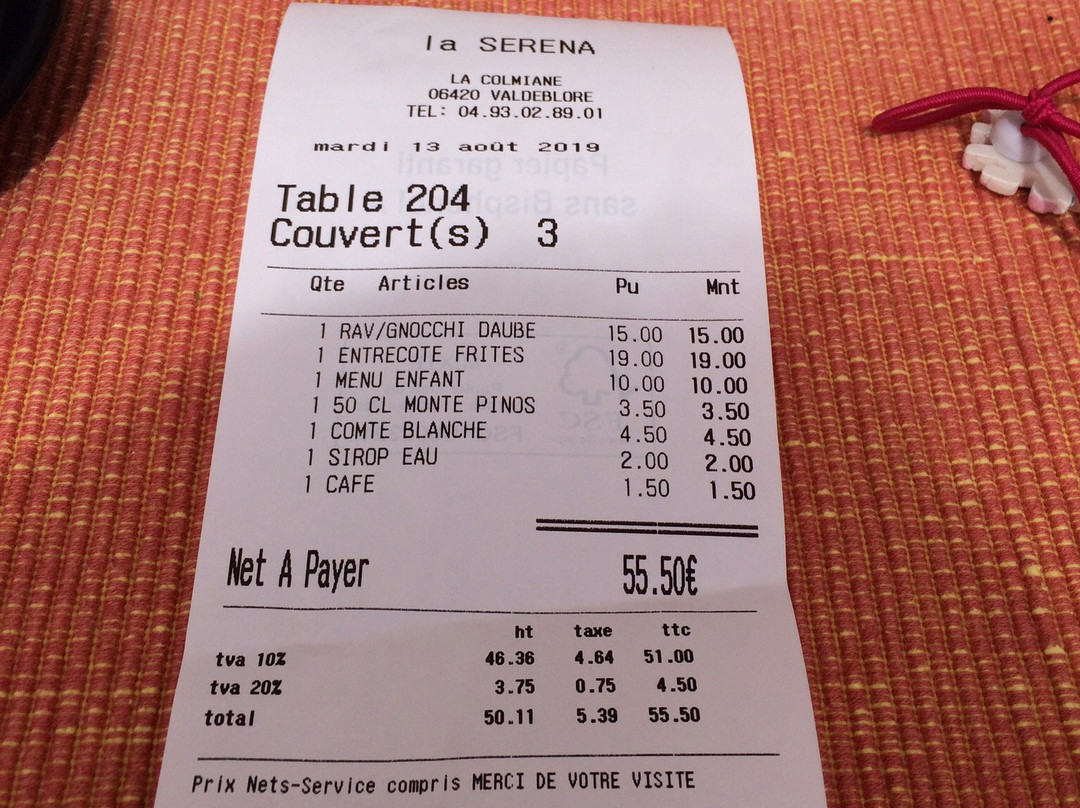 la SERENA
LA COLMIANE
06420 VALDEBLORE
TEL: 04.93.02.89.01
mardi 13 août 2019
Papier garanti
sans
Table 204
Couvert(s) 3
Qte Articles Pu Mnt
1 RAV/GNOCCHI DAUBE 15.00 15.00
1 ENTRECOTE FRITES 19.00 19.00
1 MENU ENFANT 10.00 10.00
1 50 CL MONTE PINOS 3.50 3.50
1 COMTE BLANCHE 4.50 4.50
1 SIROP EAU 2.00 2.00
1 CAFE 1.50 1.50
FSC
Net A Payer 55.50€
ht taxe ttc
tva 10% 46.36 4.64 51.00
tva 20% 3.75 0.75 4.50
total 50.11 5.39 55.50
Prix Nets-Service compris MERCI DE VOTRE VISITE